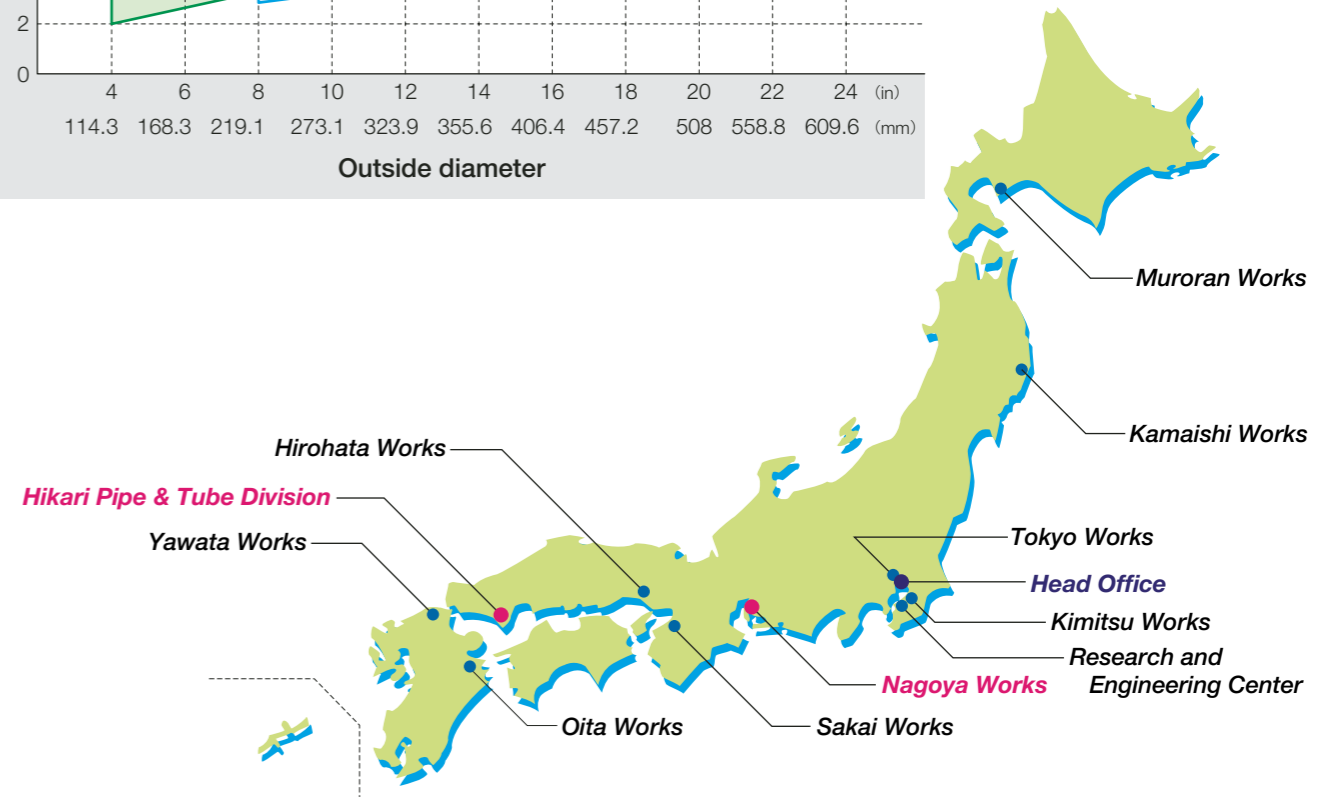 2
0
4 6 8 10 12 14 16 18 20 22 24 (in)
114.3 168.3 219.1 273.1 323.9 355.6 406.4 457.2 508 558.8 609.6 (mm)
Outside diameter
Muroran Works
Kamaishi Works
Hirohata Works
Hikari Pipe & Tube Division
Yawata Works
Tokyo Works
Head Office
Kimitsu Works
Research and
Engineering Center
Nagoya Works
Oita Works
Sakai Works